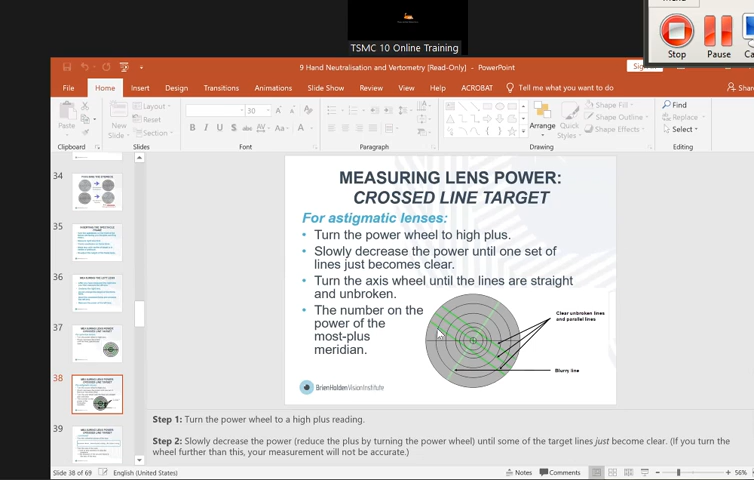 TSMC 10 Online Training
Stop
Pause
9 Hand Neutralisation and Vertometry [Read-Only] - PowerPoint
File
Home
Insert
Design
Transitions
Animations
Slide Show
Review
View
Help
ACROBAT
Tell me what you want to do
Paste
New
Slide
Layout
Reset
Section
30
B I U S
Arrange
Quick
Styles
Shape Fill
Shape Outline
Shape Effects
Find
Replace
Select
Clipboard
Slides
Font
Paragraph
Drawing
Editing
34
35
36
37
38
39
MEASURING LENS POWER:
CROSSED LINE TARGET
For astigmatic lenses:
• Turn the power wheel to high plus.
• Slowly decrease the power until one set of
lines just becomes clear.
• Turn the axis wheel until the lines are straight
and unbroken.
• The number on the
power of the
most-plus
meridian.
Clear unbroken lines
and parallel lines
Blurry line
BrienHoldenVisionInstitute
Step 1: Turn the power wheel to a high plus reading.
Step 2: Slowly decrease the power (reduce the plus by turning the power wheel) until some of the target lines just become clear. (If you turn the
wheel further than this, your measurement will not be accurate.)
Slide 38 of 69
English (United States)
Notes
Comments
56%